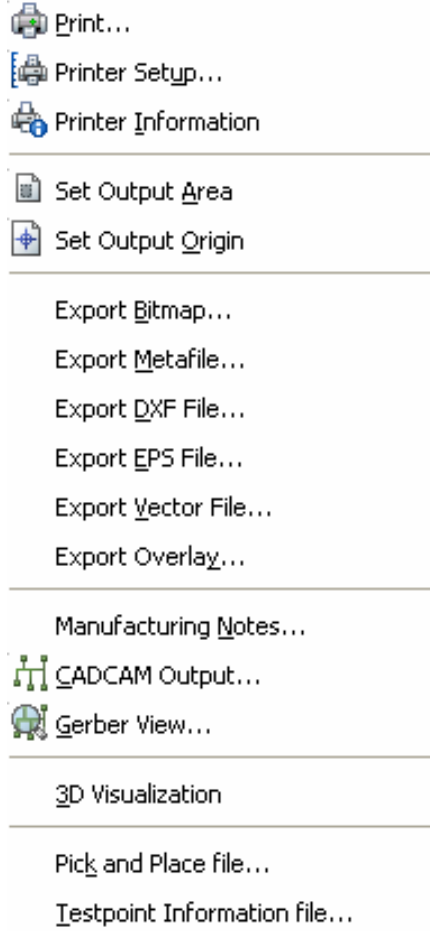 Print...
Printer Setup...
Printer Information
Set Output Area
Set Output Origin
Export Bitmap...
Export Metafile...
Export DXF File...
Export EPS File...
Export Vector File...
Export Overlay...
Manufacturing Notes...
CADCAM Output...
Gerber View...
3D Visualization
Pick and Place file...
Testpoint Information file...